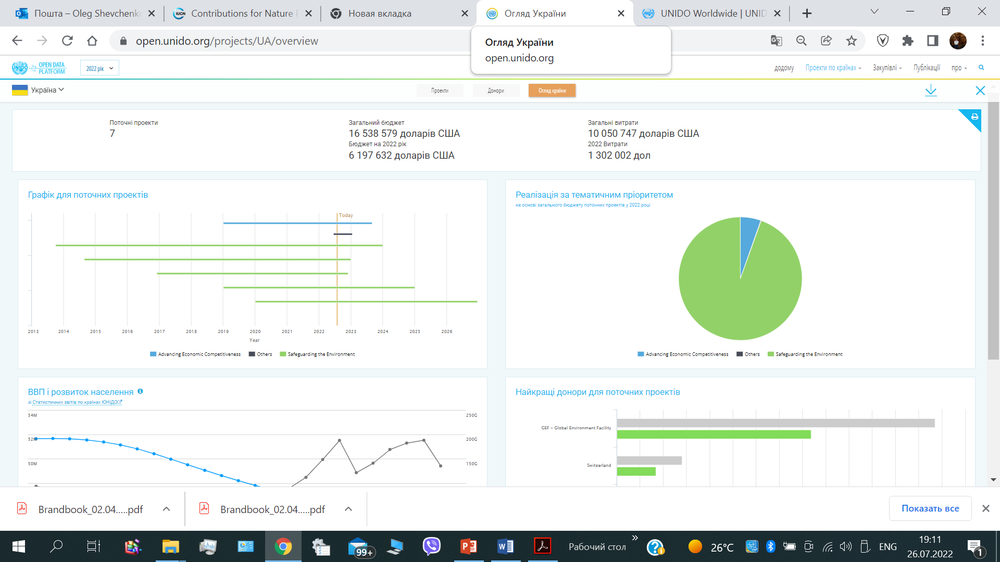 Пошта – Oleg Shevchenko
Contributions for Nature P
Новая вкладка
Огляд України
UNIDO Worldwide | UNID
open.unido.org/projects/UA/overview
Огляд України
open.unido.org
UNIDO
OPEN DATA
PLATFORM
2022 рік
додому
Проекти по країнах
Закупівлі
Публікації
про
Україна
Проекти
Донори
Огляд країни
Поточні проекти
7
Загальний бюджет
16 538 579 доларів США
Бюджет на 2022 рік
6 197 632 доларів США
Загальні витрати
10 050 747 доларів США
2022 Витрати
1 302 002 дол
Графік для поточних проектів
Today
2013 2014 2015 2016 2017 2018 2019 2020 2021 2022 2023 2024 2025 2026
Year
Advancing Economic Competitiveness Others Safeguarding the Environment
Реалізація за тематичним пріоритетом
на основі загального бюджету поточних проектів у 2022 році
Advancing Economic Competitiveness Others Safeguarding the Environment
ВВП і розвиток населення
зі Статистичних звітів по країнах ЮНІДО
54M 250G
52M 200G
50M 150G
Найкращі донори для поточних проектів
GEF – Global Environment Facility
Switzerland
Brandbook_02.04.....pdf
Brandbook_02.04.....pdf
Показать все
99+
Рабочий стол
26°C
ENG
19:11
26.07.2022
1